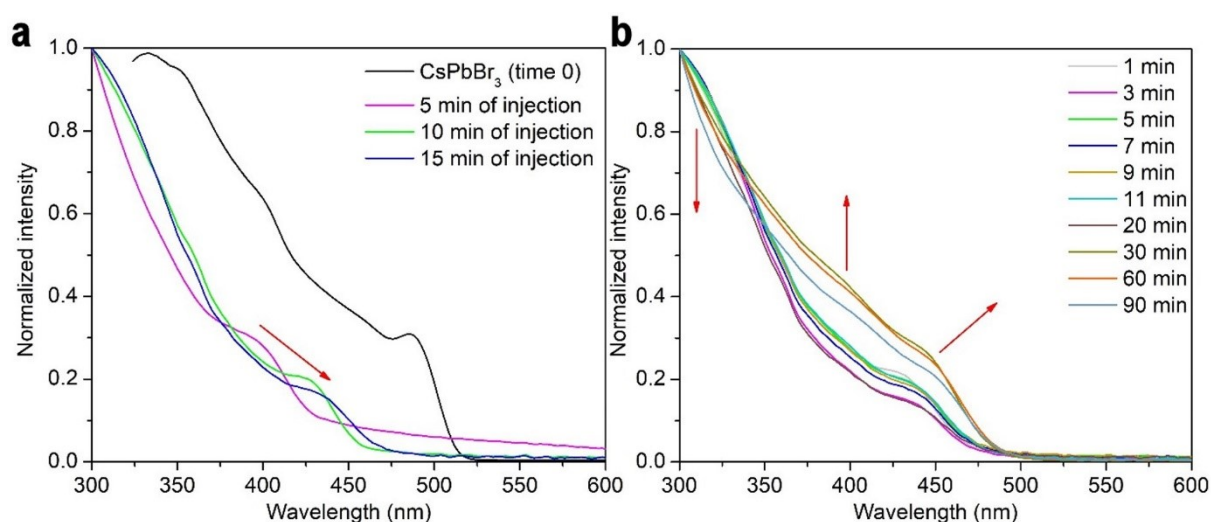 a
1.0
0.8
0.6
0.4
0.2
0.0
Normalized intensity
300 350 400 450 500 550 600
Wavelength (nm)
CsPbBr₃ (time 0)
5 min of injection
10 min of injection
15 min of injection
b
1.0
0.8
0.6
0.4
0.2
0.0
Normalized intensity
300 350 400 450 500 550 600
Wavelength (nm)
1 min
3 min
5 min
7 min
9 min
11 min
20 min
30 min
60 min
90 min